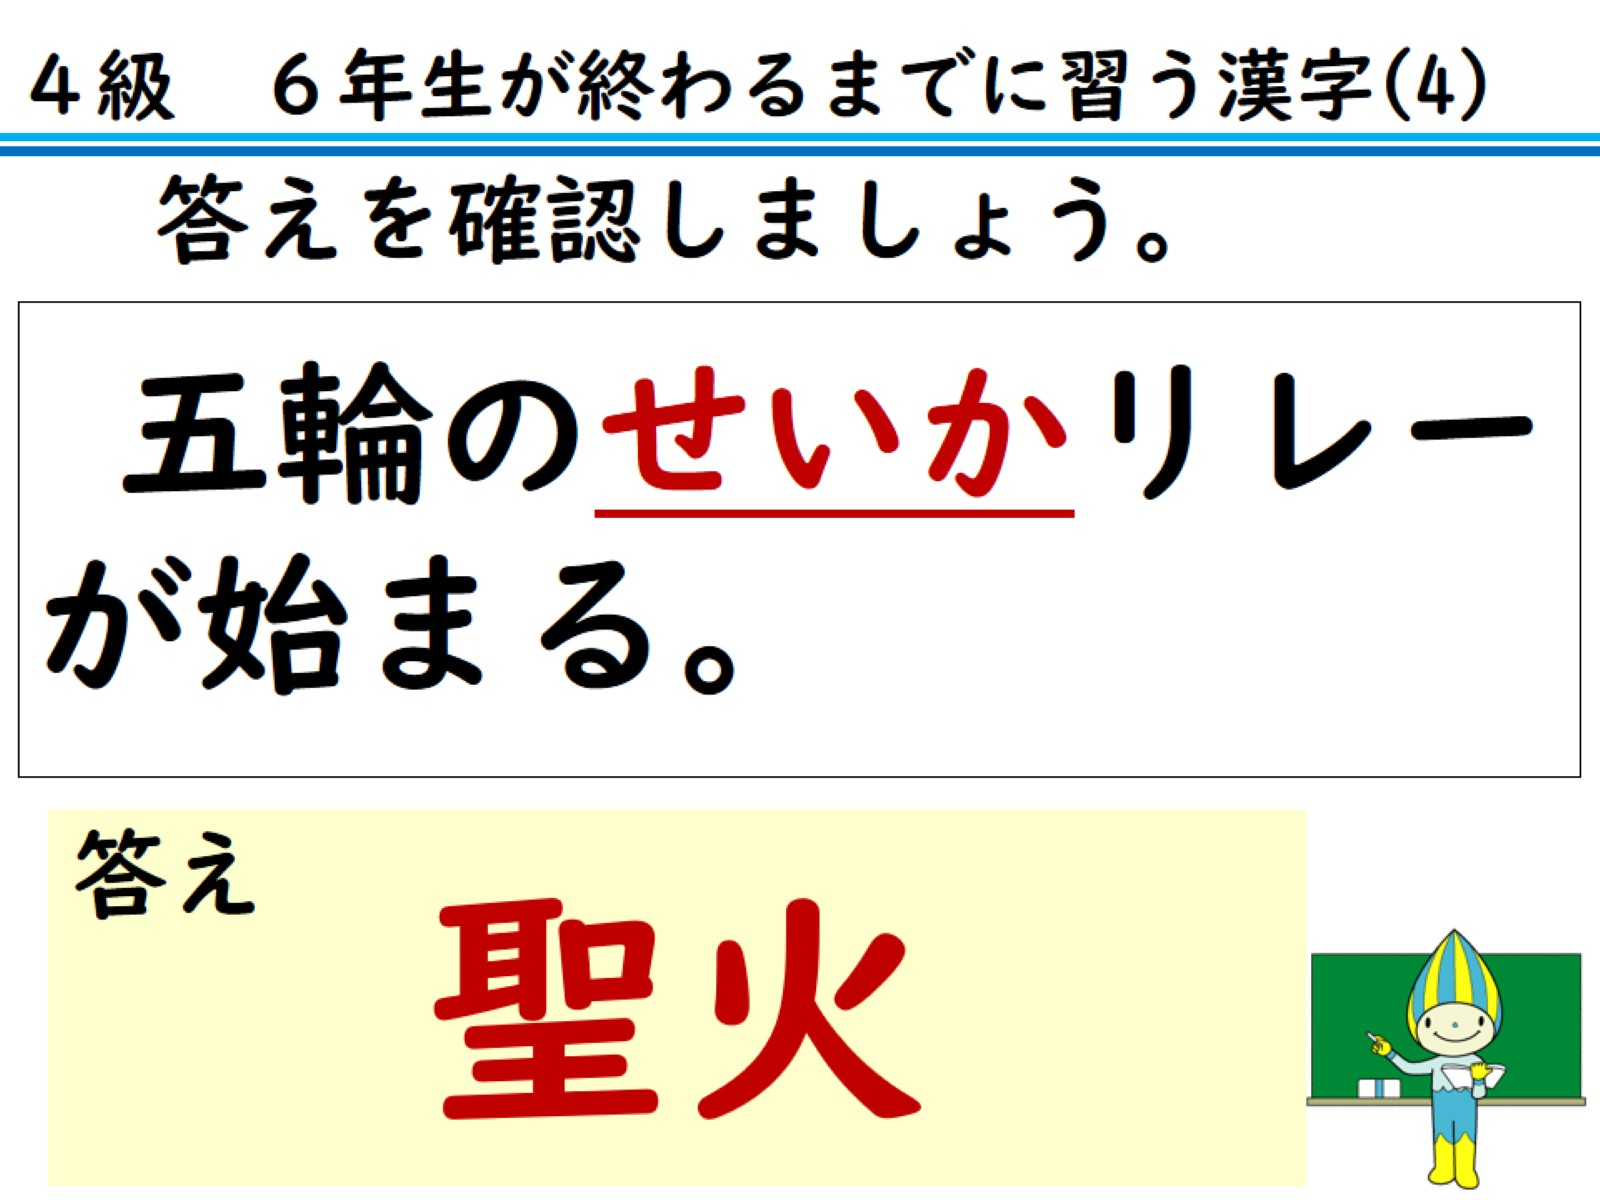 ４級　６年生が終わるまでに習う漢字(4)
答えを確認しましょう。
五輪のせいかリレー
が始まる。
答え
聖火